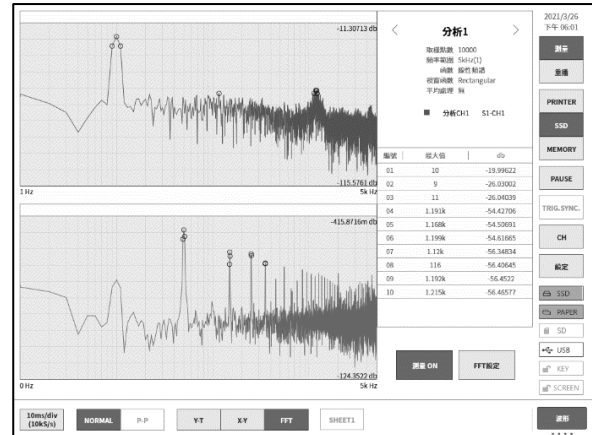 -11.30713 db
-115.5761 db
1 Hz
5k Hz
-415.8716m db
-124.3522 db
0 Hz
5k Hz
分析1
取樣點數 10000
頻率範圍 5kHz(1)
函數 線性頻譜
視窗函數 Rectangular
平均處理 無
分析CH1 S1-CH1
編號 最大值 db
01 10 -19.99622
02 9 -26.03002
03 11 -26.04039
04 1.191k -54.42706
05 1.168k -54.50691
06 1.199k -54.61665
07 1.12k -56.34834
08 116 -56.40645
09 1.192k -56.4522
10 1.215k -56.46577
測量 ON
FFT設定
2021/3/26
下午 06:01
測量
重播
PRINTER
SSD
MEMORY
PAUSE
TRIG.SYNC.
CH
設定
SSD
PAPER
SD
USB
KEY
SCREEN
10ms/div
(10kS/s)
NORMAL
P-P
Y-T
X-Y
FFT
SHEET1
波形